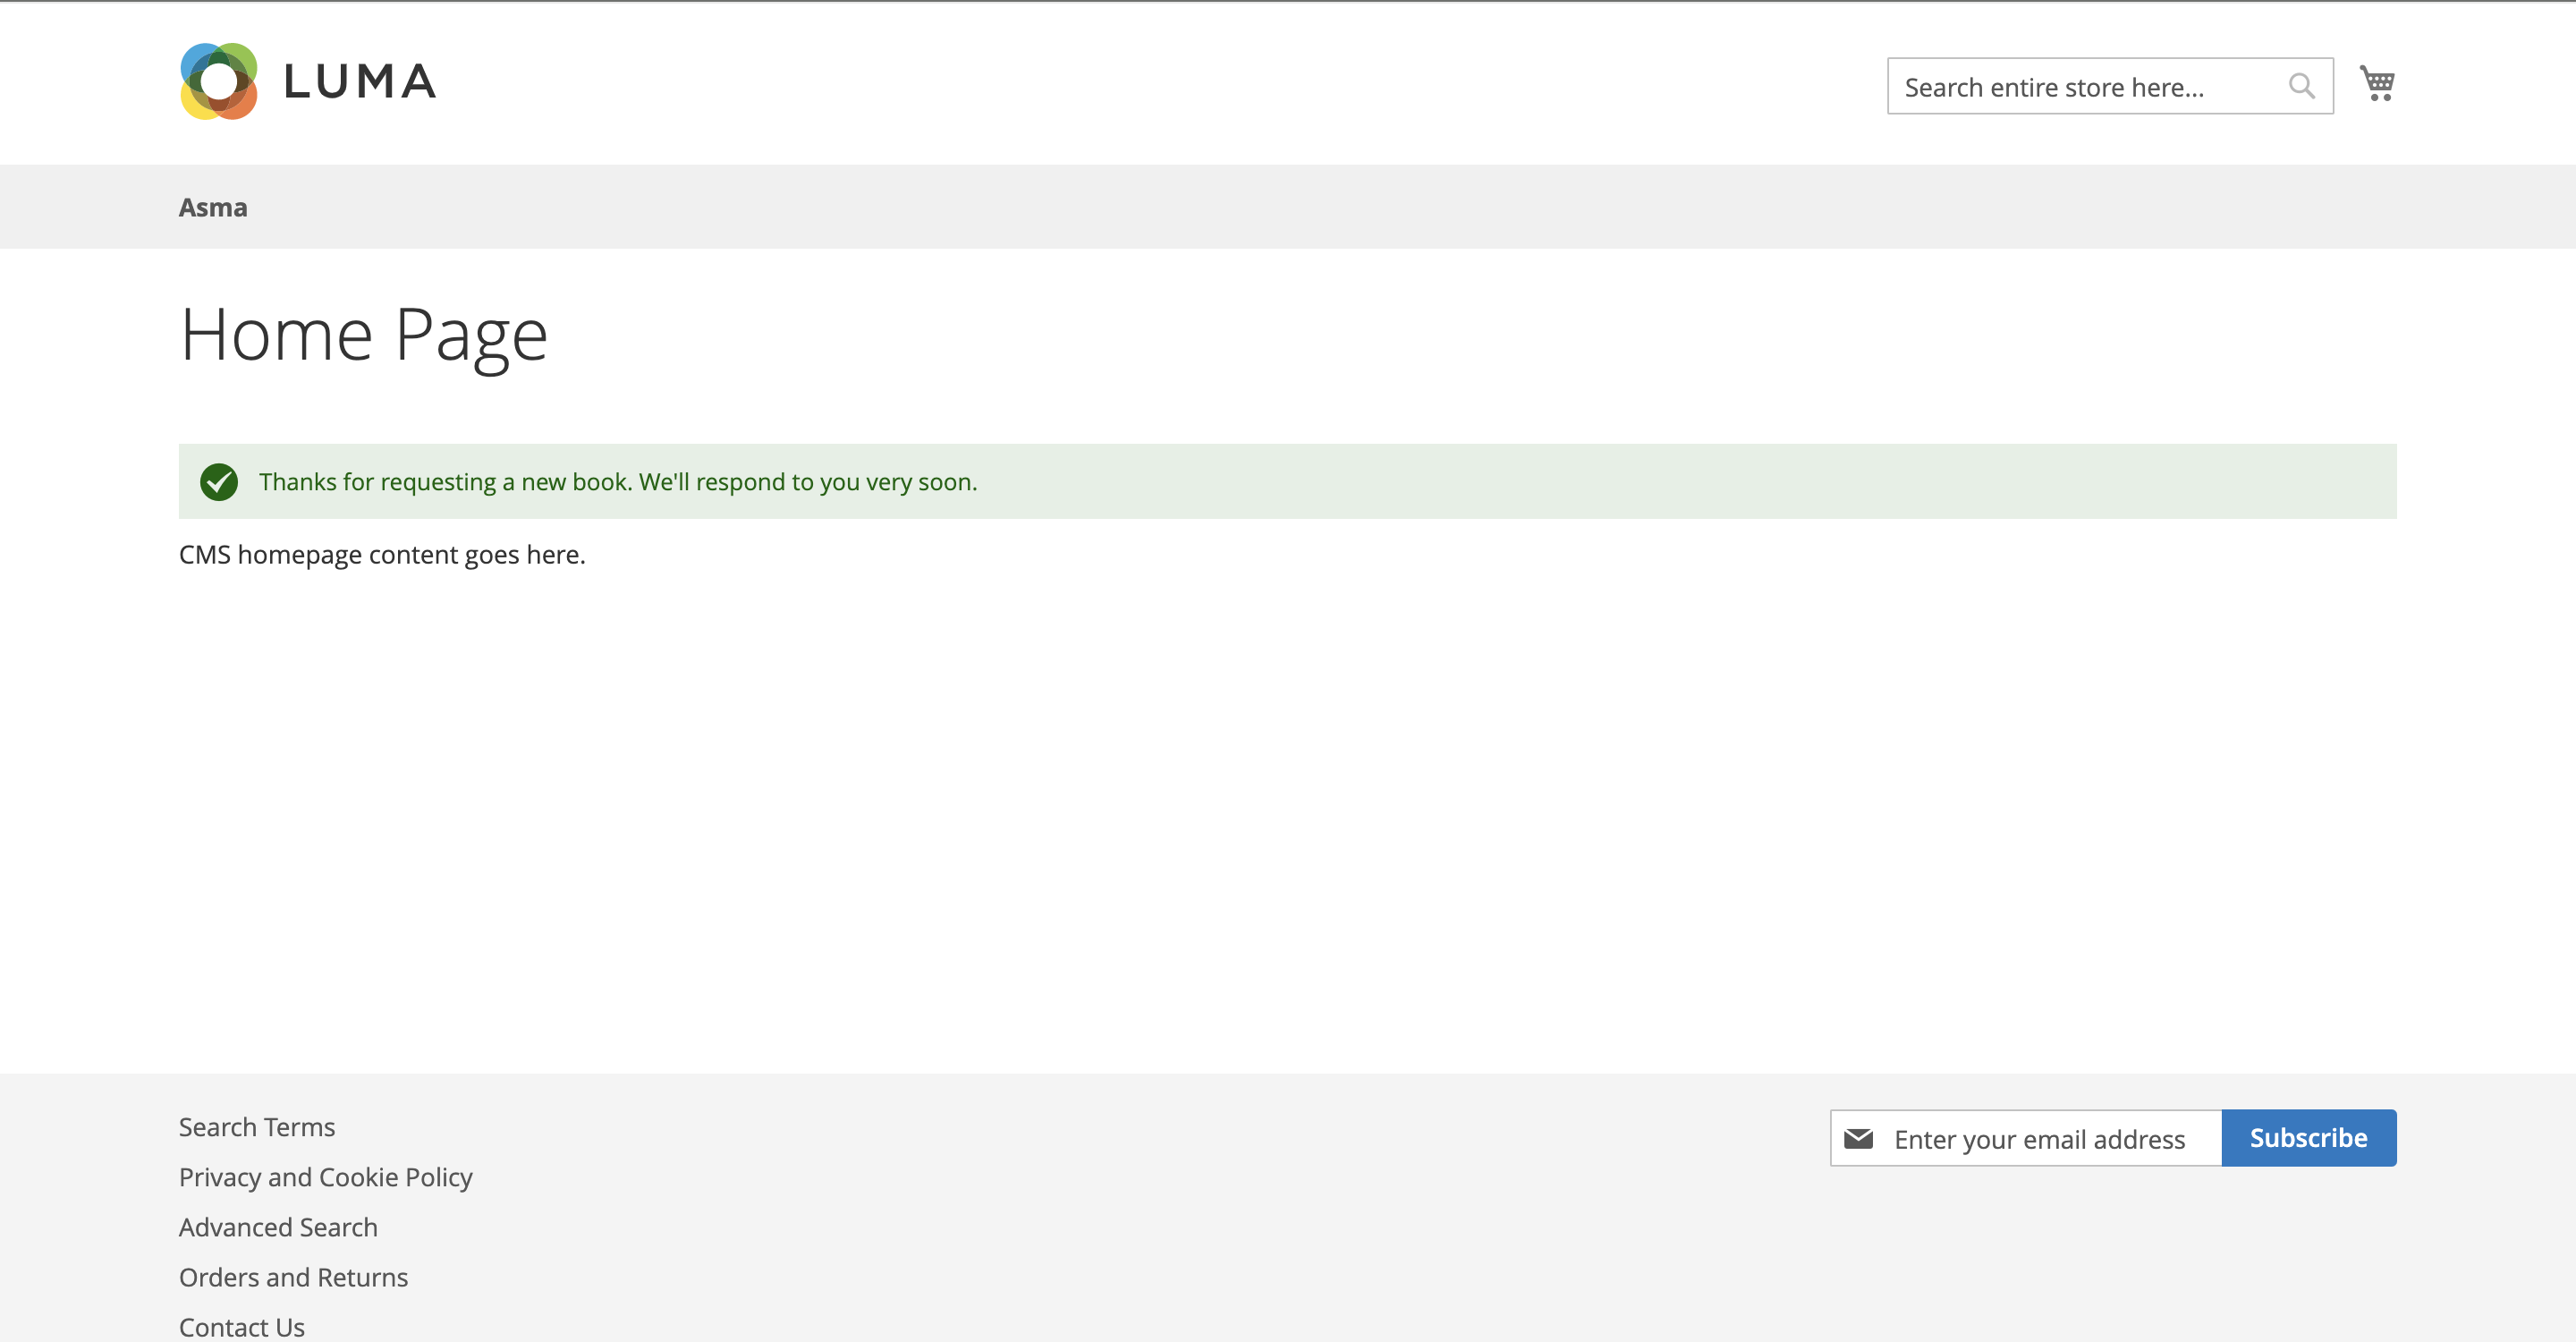 LUMA
Search entire store here...
Asma
Home Page
Thanks for requesting a new book. We'll respond to you very soon.
CMS homepage content goes here.
Search Terms
Privacy and Cookie Policy
Advanced Search
Orders and Returns
Contact Us
Enter your email address
Subscribe